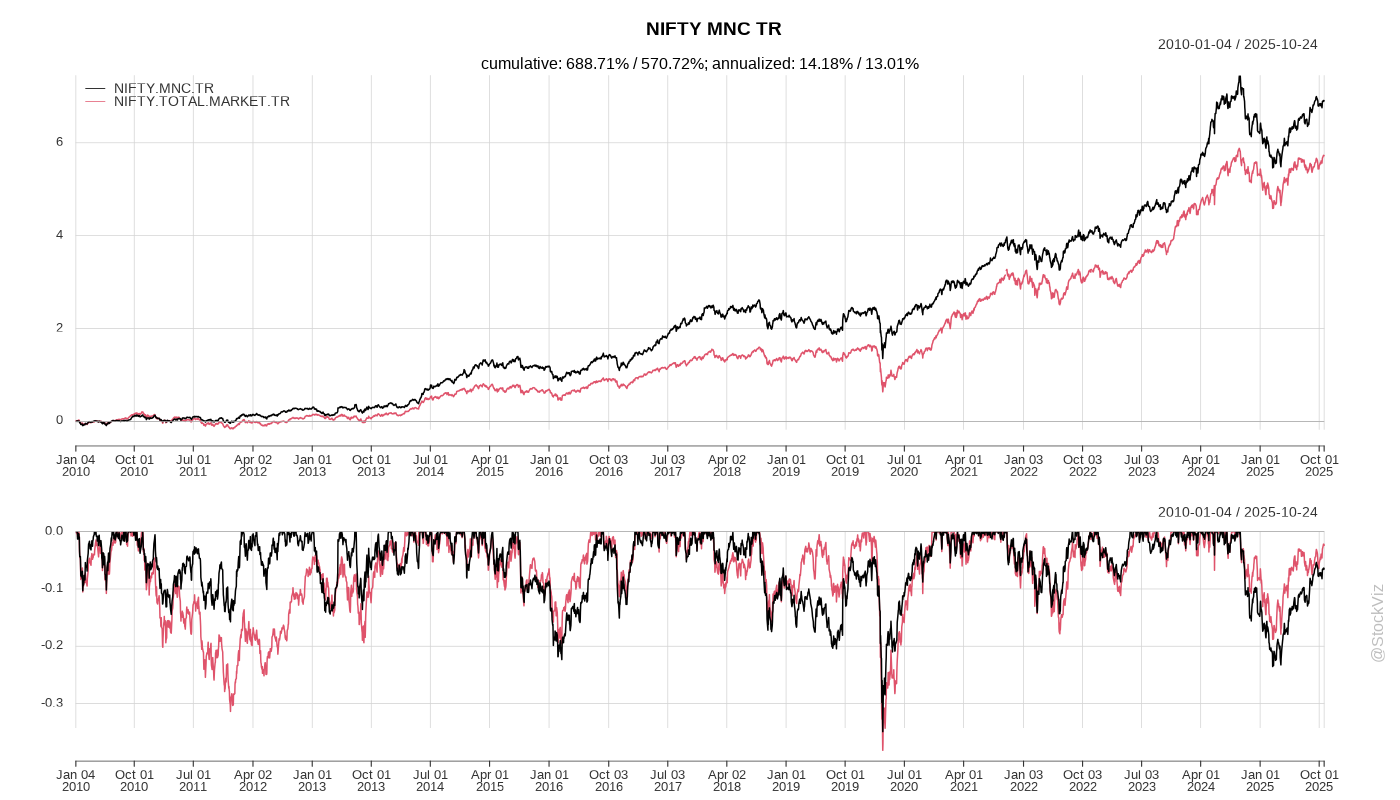 NIFTY MNC TR
2010-01-04 / 2025-10-24
cumulative: 688.71% / 570.72%; annualized: 14.18% / 13.01%
NIFTY.MNC.TR
NIFTY.TOTAL.MARKET.TR
6
4
2
0
Jan 04 Oct 01 Jul 01 Apr 02 Jan 01 Oct 01 Jul 01 Apr 01 Jan 01 Oct 03 Jul 03 Apr 02 Jan 01 Oct 01 Jul 01 Apr 01 Jan 03 Oct 03 Jul 03 Apr 01 Jan 01 Oct 01
2010 2010 2011 2012 2013 2013 2014 2015 2016 2016 2017 2018 2019 2019 2020 2021 2022 2022 2023 2024 2025 2025
2010-01-04 / 2025-10-24
0.0
-0.1
-0.2
-0.3
Jan 04 Oct 01 Jul 01 Apr 02 Jan 01 Oct 01 Jul 01 Apr 01 Jan 01 Oct 03 Jul 03 Apr 02 Jan 01 Oct 01 Jul 01 Apr 01 Jan 03 Oct 03 Jul 03 Apr 01 Jan 01 Oct 01
2010 2010 2011 2012 2013 2013 2014 2015 2016 2016 2017 2018 2019 2019 2020 2021 2022 2022 2023 2024 2025 2025
@StockViz